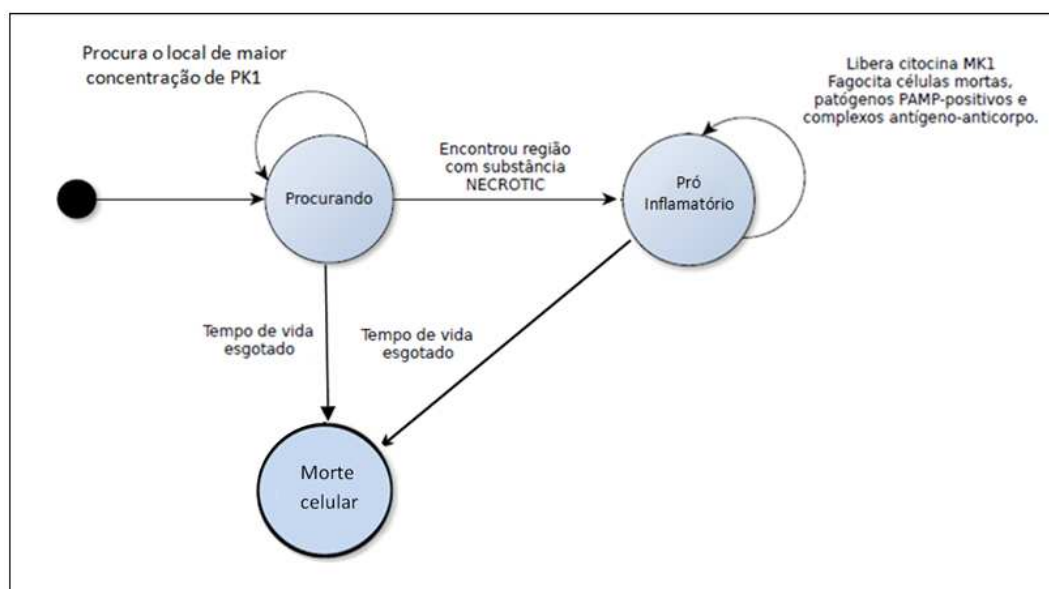 Procura o local de maior
concentração de PK1
Libera citocina MK1
Fagocita células mortas,
patógenos PAMP-positivos e
complexos antígeno-anticorpo.
Encontrou região
com substância
NECROTIC
Procurando
Pró
Inflamatório
Tempo de vida
esgotado
Tempo de vida
esgotado
Morte
celular